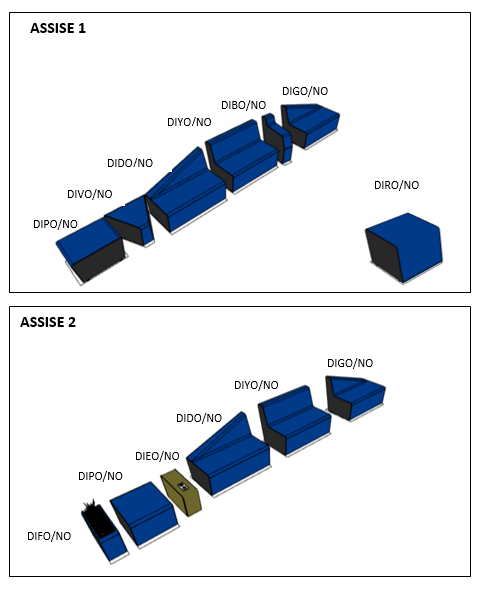 ASSISE 1
DIGO/NO
DIBO/NO
DIYO/NO
DIDO/NO
DIVO/NO
DIPO/NO
DIRO/NO
ASSISE 2
DIGO/NO
DIYO/NO
DIDO/NO
DIEO/NO
DIPO/NO
DIFO/NO